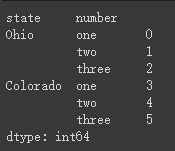 state     number
Ohio      one       0
          two       1
          three     2
Colorado  one       3
          two       4
          three     5
dtype: int64